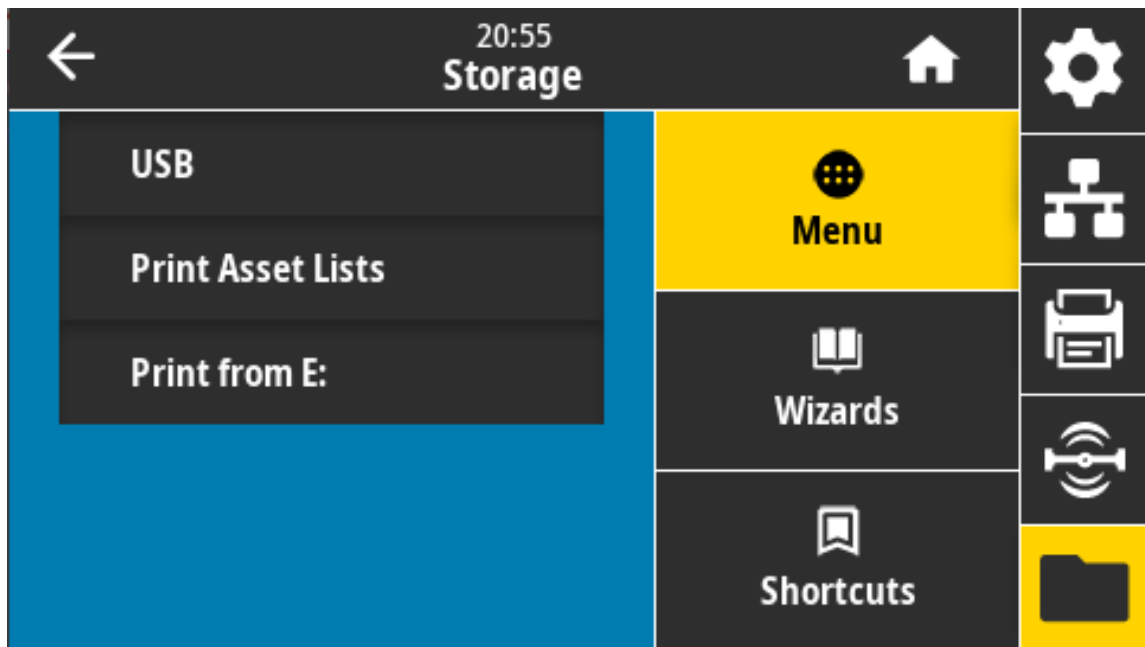 20:55
Storage
USB
Print Asset Lists
Print from E:
Menu
Wizards
Shortcuts